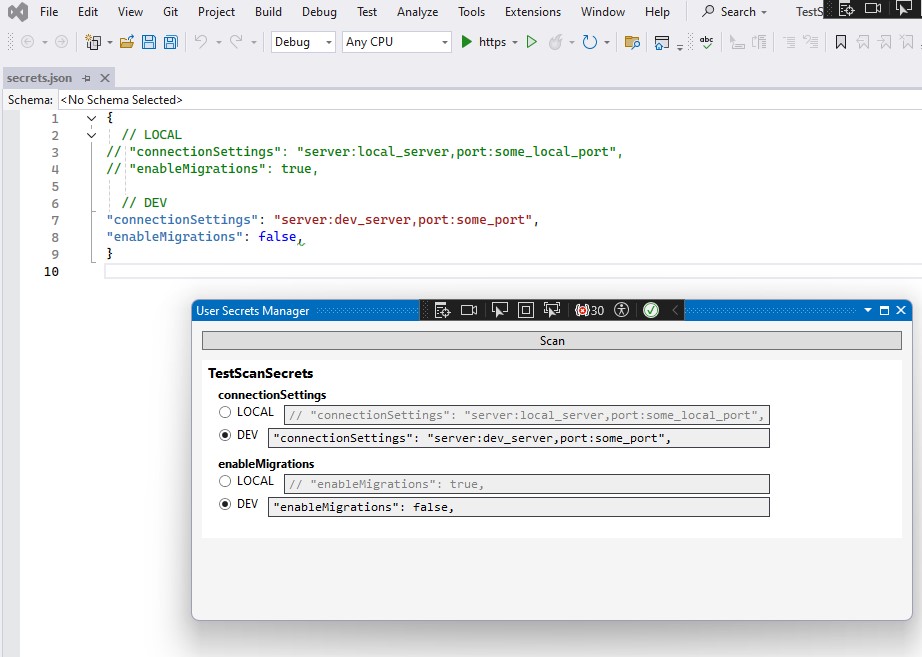 File Edit View Git Project Build Debug Test Analyze Tools Extensions Window Help Search TestS
Debug Any CPU https abc
secrets.json
Schema: <No Schema Selected>
1 {
2 // LOCAL
3 // "connectionSettings": "server:local_server,port:some_local_port",
4 // "enableMigrations": true,
5
6 // DEV
7 "connectionSettings": "server:dev_server,port:some_port",
8 "enableMigrations": false,
9 }
10
User Secrets Manager 30
Scan
TestScanSecrets
connectionSettings
LOCAL // "connectionSettings": "server:local_server,port:some_local_port",
DEV "connectionSettings": "server:dev_server,port:some_port",
enableMigrations
LOCAL // "enableMigrations": true,
DEV "enableMigrations": false,